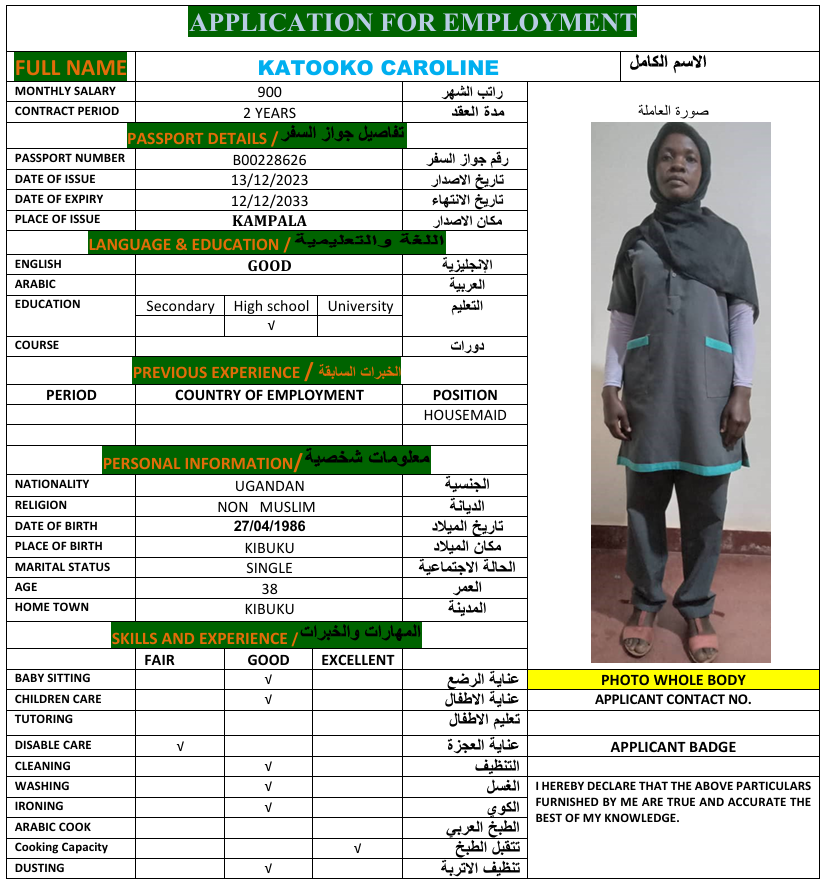 APPLICATION FOR EMPLOYMENT
FULL NAME KATOOKO CAROLINE الاسم الكامل
MONTHLY SALARY 900 راتب الشهر
CONTRACT PERIOD 2 YEARS مدة العقد
صورة العاملة
PASSPORT DETAILS / تفاصيل جواز السفر
PASSPORT NUMBER B00228626 رقم جواز السفر
DATE OF ISSUE 13/12/2023 تاريخ الاصدار
DATE OF EXPIRY 12/12/2033 تاريخ الانتهاء
PLACE OF ISSUE KAMPALA مكان الاصدار
LANGUAGE & EDUCATION / اللغة والتعليمية
ENGLISH GOOD الإنجليزية
ARABIC العربية
EDUCATION Secondary High school University التعليم
√
COURSE دورات
PREVIOUS EXPERIENCE / الخبرات السابقة
PERIOD COUNTRY OF EMPLOYMENT POSITION
HOUSEMAID
PERSONAL INFORMATION/ معلومات شخصية
NATIONALITY UGANDAN الجنسية
RELIGION NON MUSLIM الديانة
DATE OF BIRTH 27/04/1986 تاريخ الميلاد
PLACE OF BIRTH KIBUKU مكان الميلاد
MARITAL STATUS SINGLE الحالة الاجتماعية
AGE 38 العمر
HOME TOWN KIBUKU المدينة
SKILLS AND EXPERIENCE / المهارات والخبرات
FAIR GOOD EXCELLENT
BABY SITTING √ عناية الرضع
CHILDREN CARE √ عناية الاطفال
TUTORING تعليم الاطفال
DISABLE CARE √ عناية العجزة
CLEANING √ التنظيف
WASHING √ الغسل
IRONING √ الكوي
ARABIC COOK الطبخ العربي
Cooking Capacity √ تتقبل الطبخ
DUSTING √ تنظيف الاتربة
PHOTO WHOLE BODY
APPLICANT CONTACT NO.
APPLICANT BADGE
I HEREBY DECLARE THAT THE ABOVE PARTICULARS
FURNISHED BY ME ARE TRUE AND ACCURATE THE
BEST OF MY KNOWLEDGE.